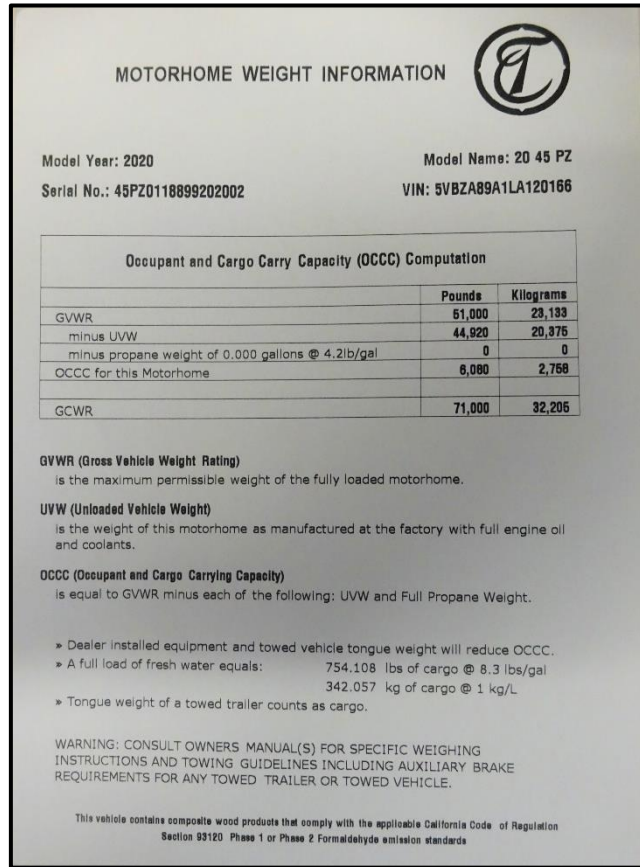 MOTORHOME WEIGHT INFORMATION
Model Year: 2020
Model Name: 20 45 PZ
Serial No.: 45PZ0118899202002
VIN: 5VBZA89A1LA120166
Occupant and Cargo Carry Capacity (OCCC) Computation
Pounds Kilograms
GVWR 51,000 23,133
minus UVW 44,920 20,375
minus propane weight of 0.000 gallons @ 4.2lb/gal 0 0
OCCC for this Motorhome 6,080 2,758
GCWR 71,000 32,205
GVWR (Gross Vehicle Weight Rating)
is the maximum permissible weight of the fully loaded motorhome.
UVW (Unloaded Vehicle Weight)
is the weight of this motorhome as manufactured at the factory with full engine oil
and coolants.
OCCC (Occupant and Cargo Carrying Capacity)
is equal to GVWR minus each of the following: UVW and Full Propane Weight.
» Dealer installed equipment and towed vehicle tongue weight will reduce OCCC.
» A full load of fresh water equals: 754.108 lbs of cargo @ 8.3 lbs/gal
342.057 kg of cargo @ 1 kg/L
» Tongue weight of a towed trailer counts as cargo.
WARNING: CONSULT OWNERS MANUAL(S) FOR SPECIFIC WEIGHING
INSTRUCTIONS AND TOWING GUIDELINES INCLUDING AUXILIARY BRAKE
REQUIREMENTS FOR ANY TOWED TRAILER OR TOWED VEHICLE.
This vehicle contains composite wood products that comply with the applicable California Code of Regulation
Section 93120 Phase 1 or Phase 2 Formaldehyde emission standards